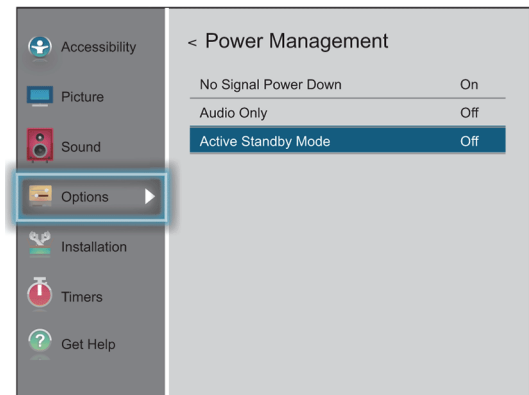 Accessibility
Picture
Sound
Options
Installation
Timers
? Get Help
< Power Management
No Signal Power Down On
Audio Only Off
Active Standby Mode Off